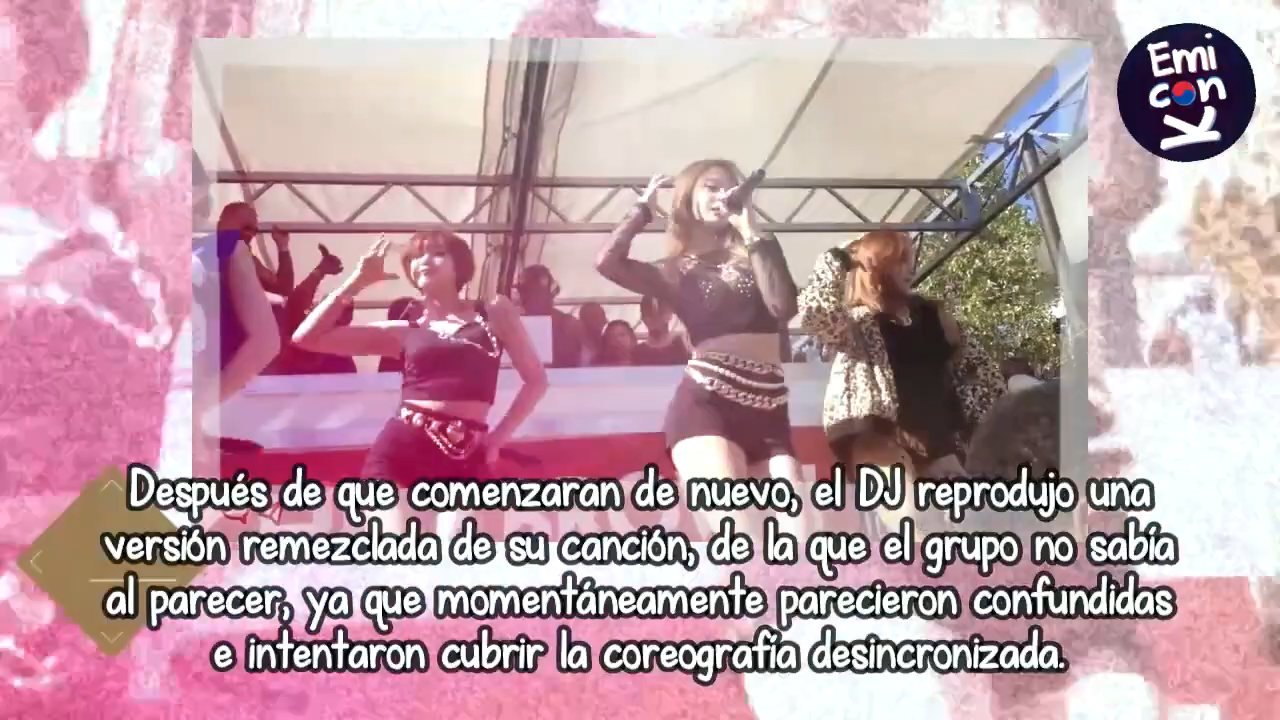 Emi
con
K
Después de que comenzaran de nuevo, el DJ reprodujo una
versión remezclada de su canción, de la que el grupo no sabía
al parecer, ya que momentáneamente parecieron confundidas
e intentaron cubrir la coreografía desincronizada.